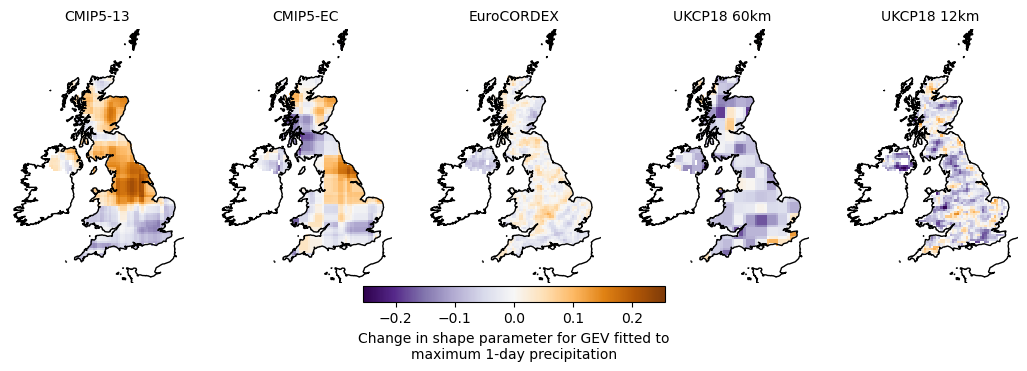 CMIP5-13
CMIP5-EC
EuroCORDEX
UKCP18 60km
UKCP18 12km
−0.2
−0.1
0.0
0.1
0.2
Change in shape parameter for GEV fitted to
maximum 1-day precipitation